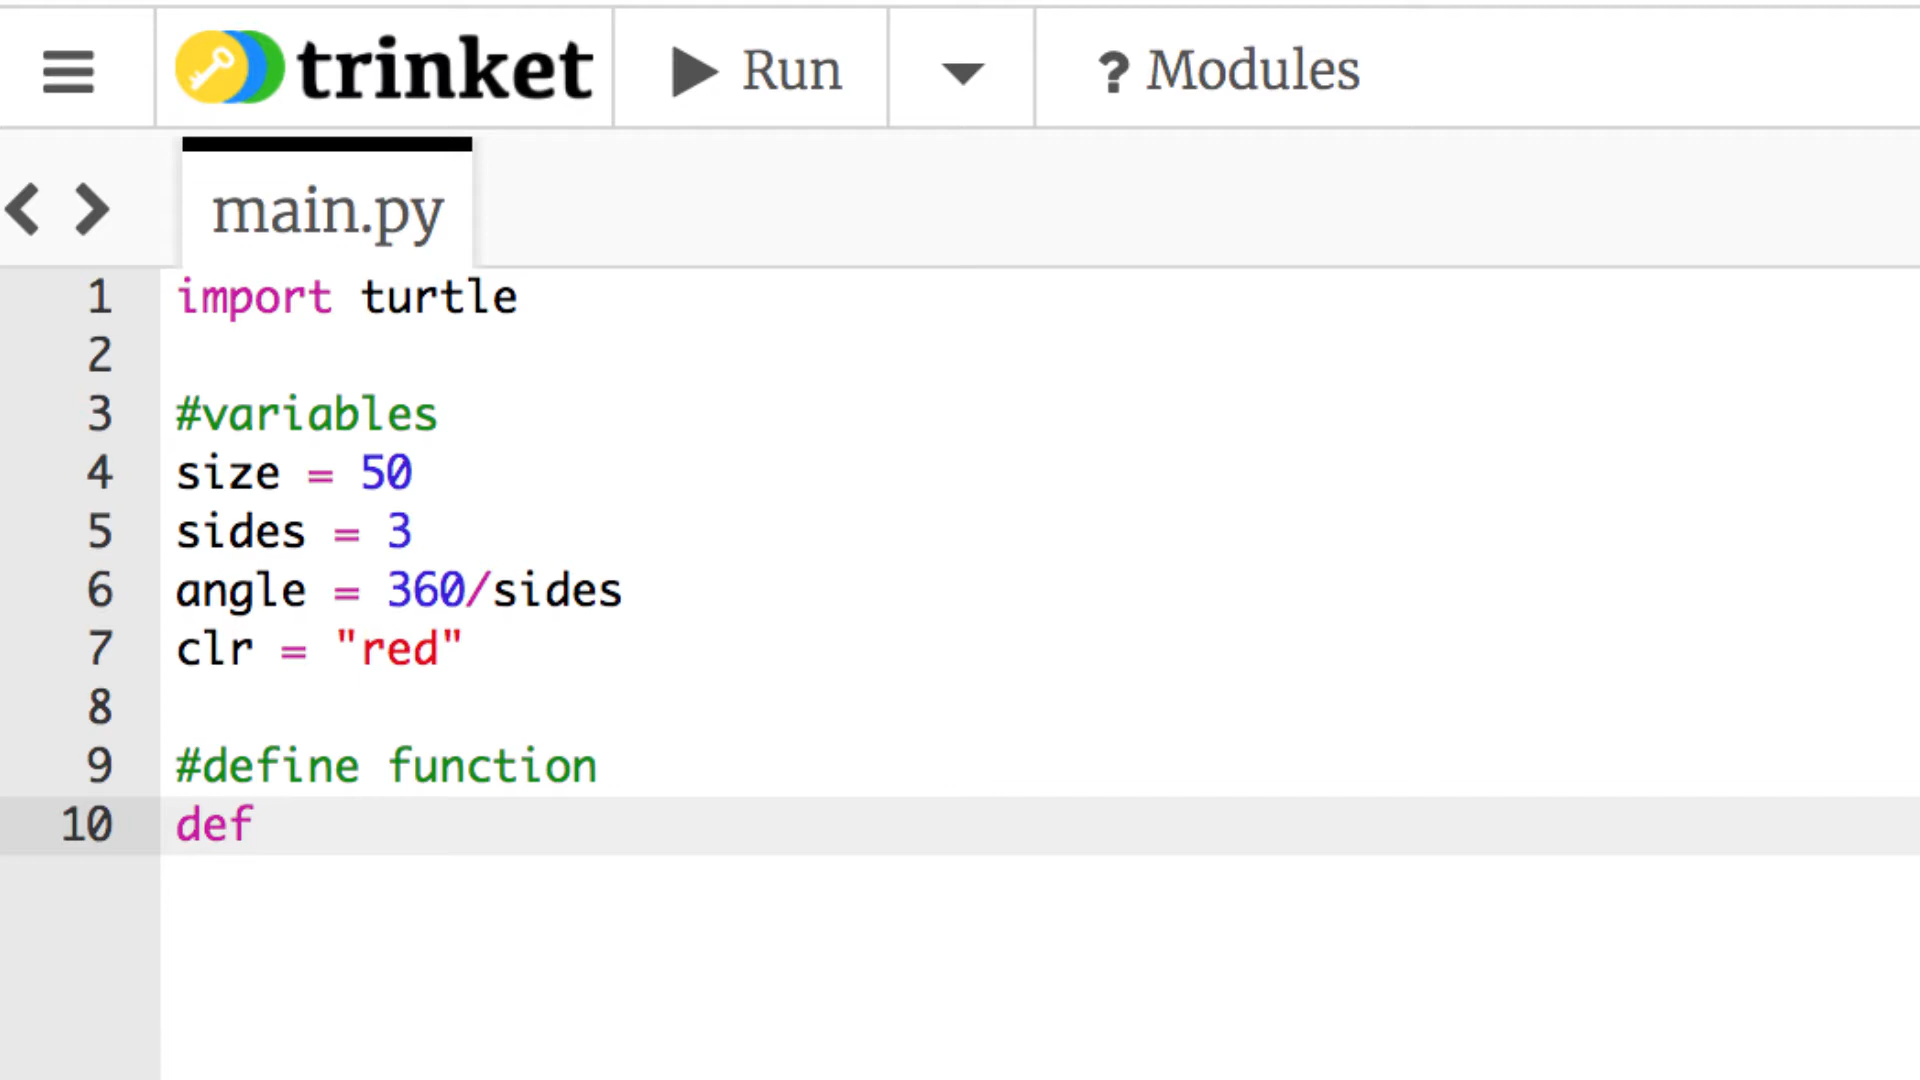 trinket Run ? Modules
main.py
1 import turtle
2
3 #variables
4 size = 50
5 sides = 3
6 angle = 360/sides
7 clr = "red"
8
9 #define function
10 def